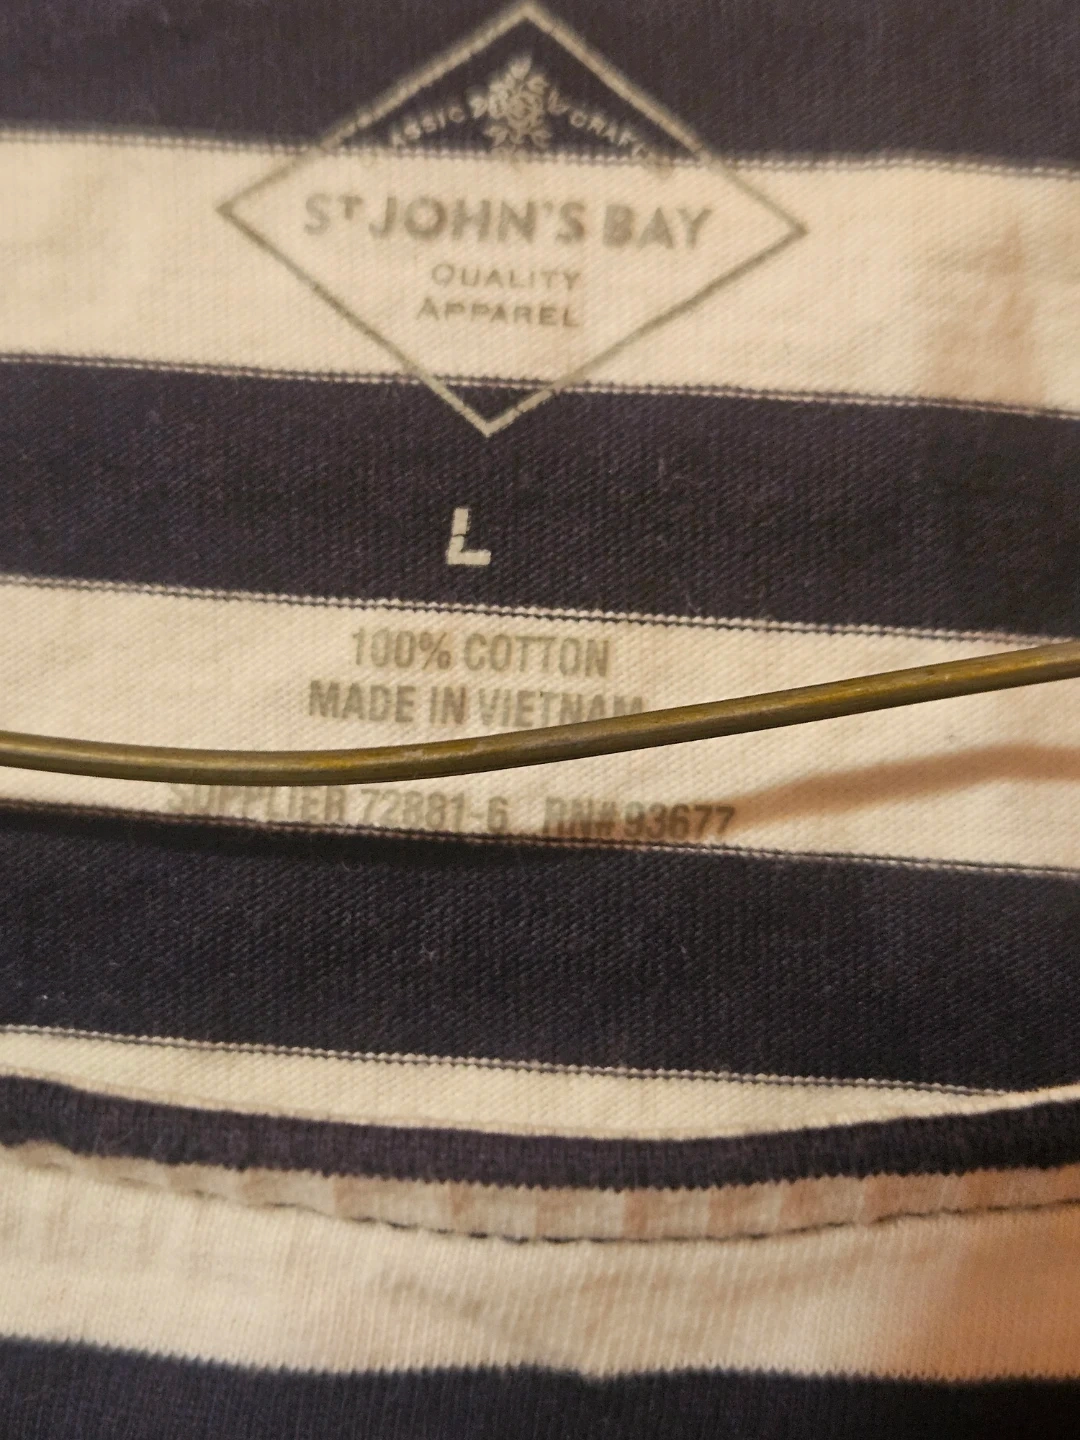 ST JOHN'S BAY
QUALITY
APPAREL
L
100% COTTON
MADE IN VIETNAM
SUPPLIER 72881-6 RN# 93677